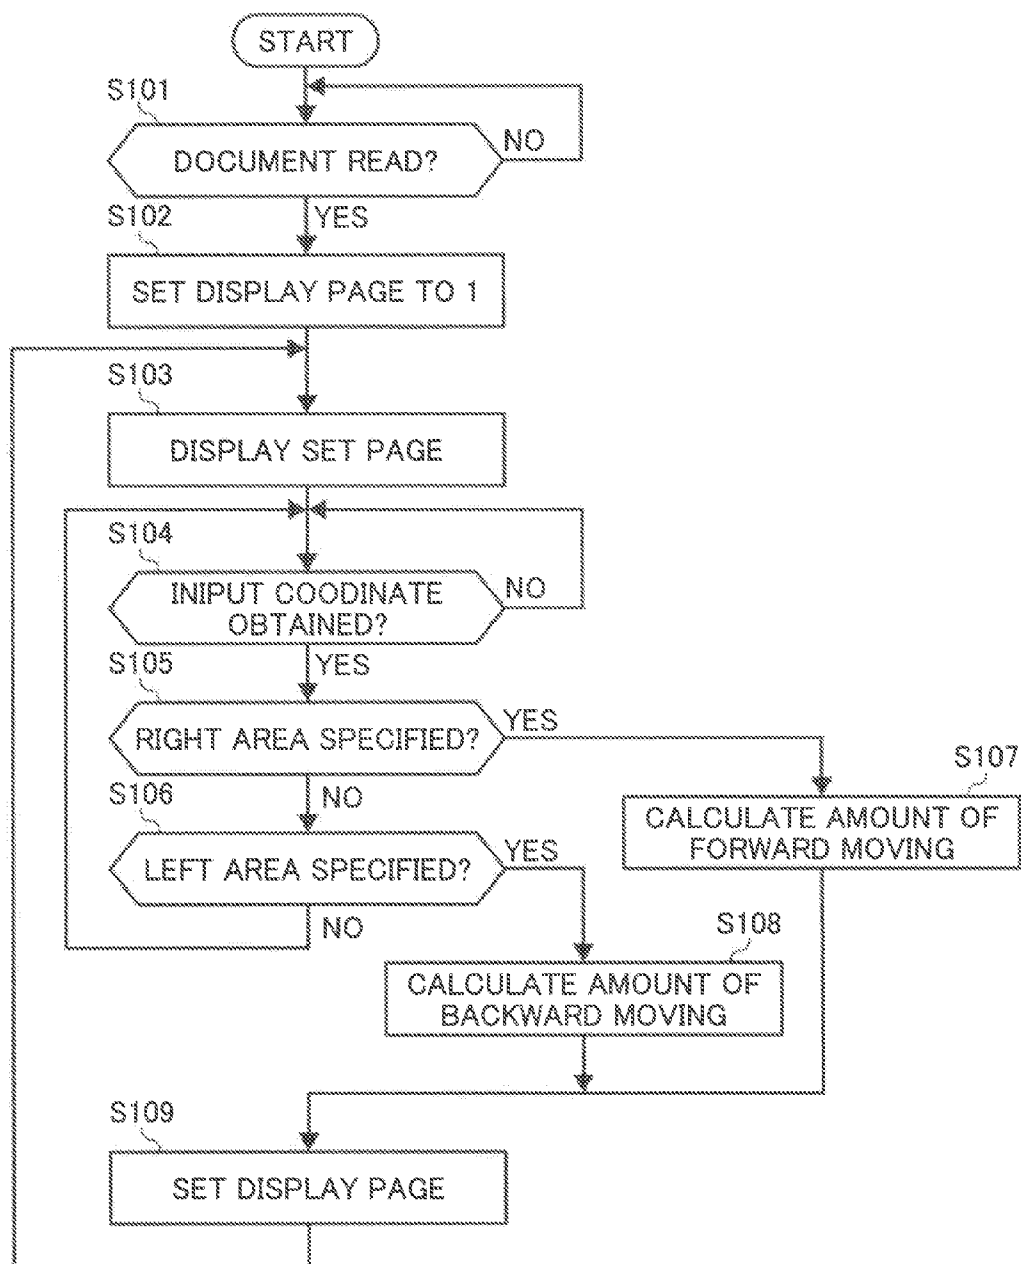 START
S101
DOCUMENT READ?
NO
YES
S102
SET DISPLAY PAGE TO 1
S103
DISPLAY SET PAGE
S104
INIPUT COODINATE
OBTAINED?
NO
YES
S105
RIGHT AREA SPECIFIED?
YES
NO
S107
CALCULATE AMOUNT OF
FORWARD MOVING
S106
LEFT AREA SPECIFIED?
YES
NO
S108
CALCULATE AMOUNT OF
BACKWARD MOVING
S109
SET DISPLAY PAGE